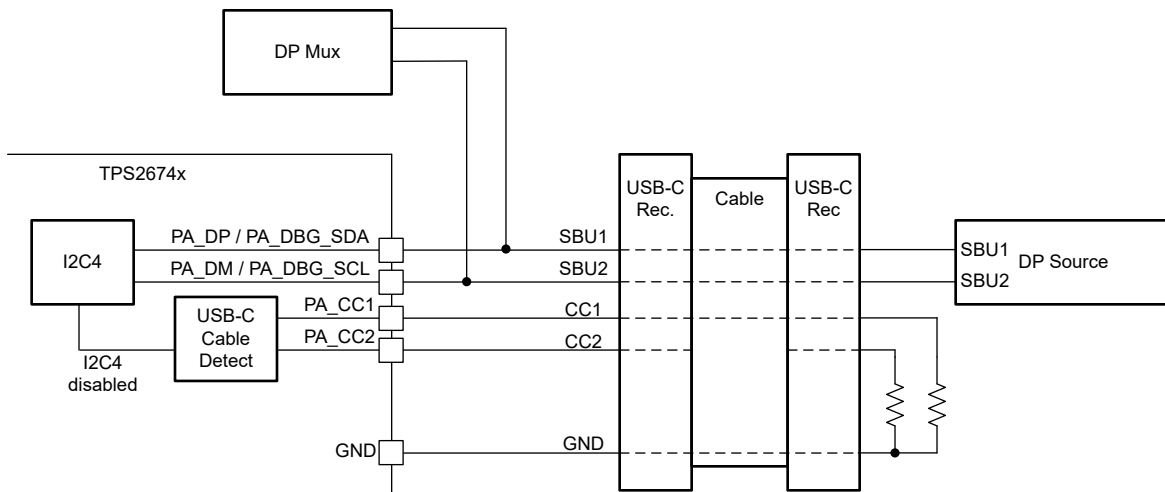 DP Mux
TPS2674x
I2C4
PA_DP / PA_DBG_SDA
PA_DM / PA_DBG_SCL
USB-C
Cable
Detect
PA_CC1
PA_CC2
I2C4
disabled
GND
SBU1
SBU2
CC1
CC2
GND
USB-C
Rec.
Cable
USB-C
Rec
SBU1
SBU2
DP Source